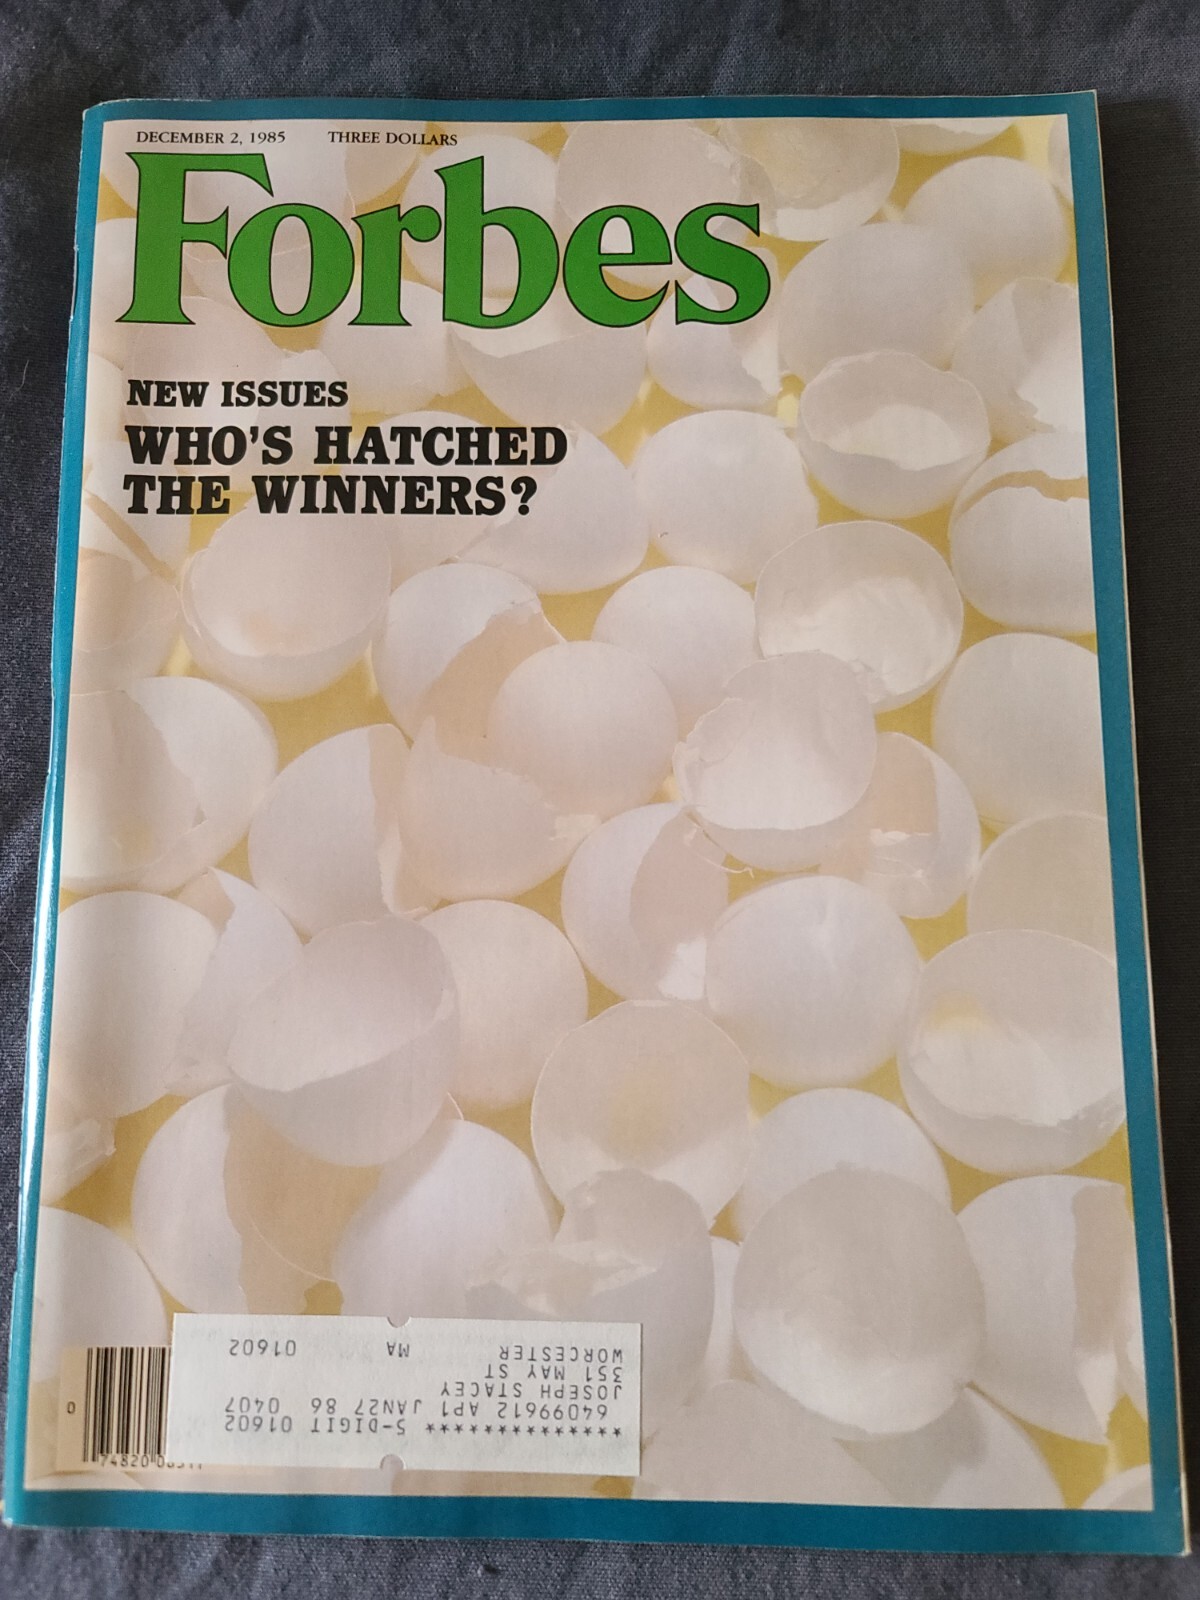 DECEMBER 2, 1985 THREE DOLLARS
Forbes
NEW ISSUES
WHO'S HATCHED
THE WINNERS?
***************5-DIGIT 01602
64099612 AP1 JAN27 86 0407
JOSEPH STACEY
351 MAY ST
WORCESTER MA 01602
0
74820